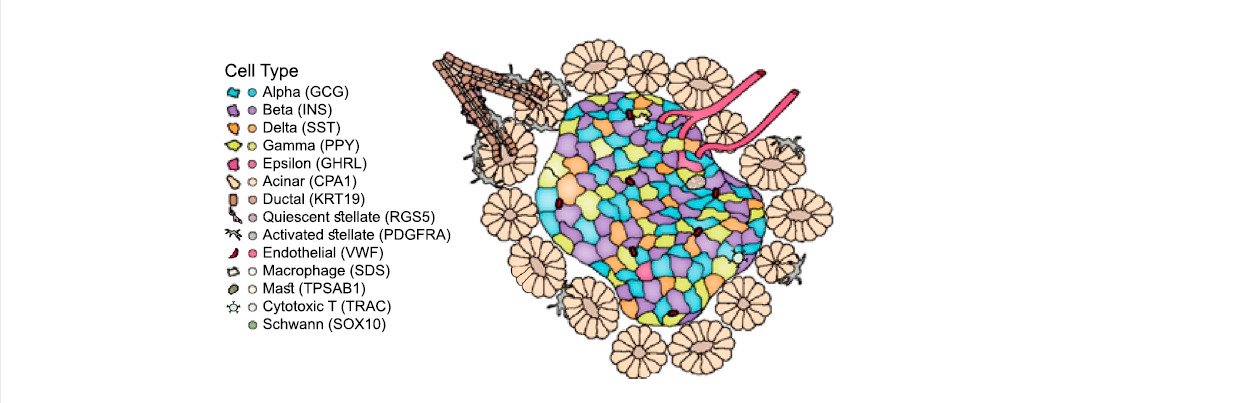 Cell Type
Alpha (GCG)
Beta (INS)
Delta (SST)
Gamma (PPY)
Epsilon (GHRL)
Acinar (CPA1)
Ductal (KRT19)
Quiescent stellate (RGS5)
Activated stellate (PDGFRA)
Endothelial (VWF)
Macrophage (SDS)
Mast (TPSAB1)
Cytotoxic T (TRAC)
Schwann (SOX10)